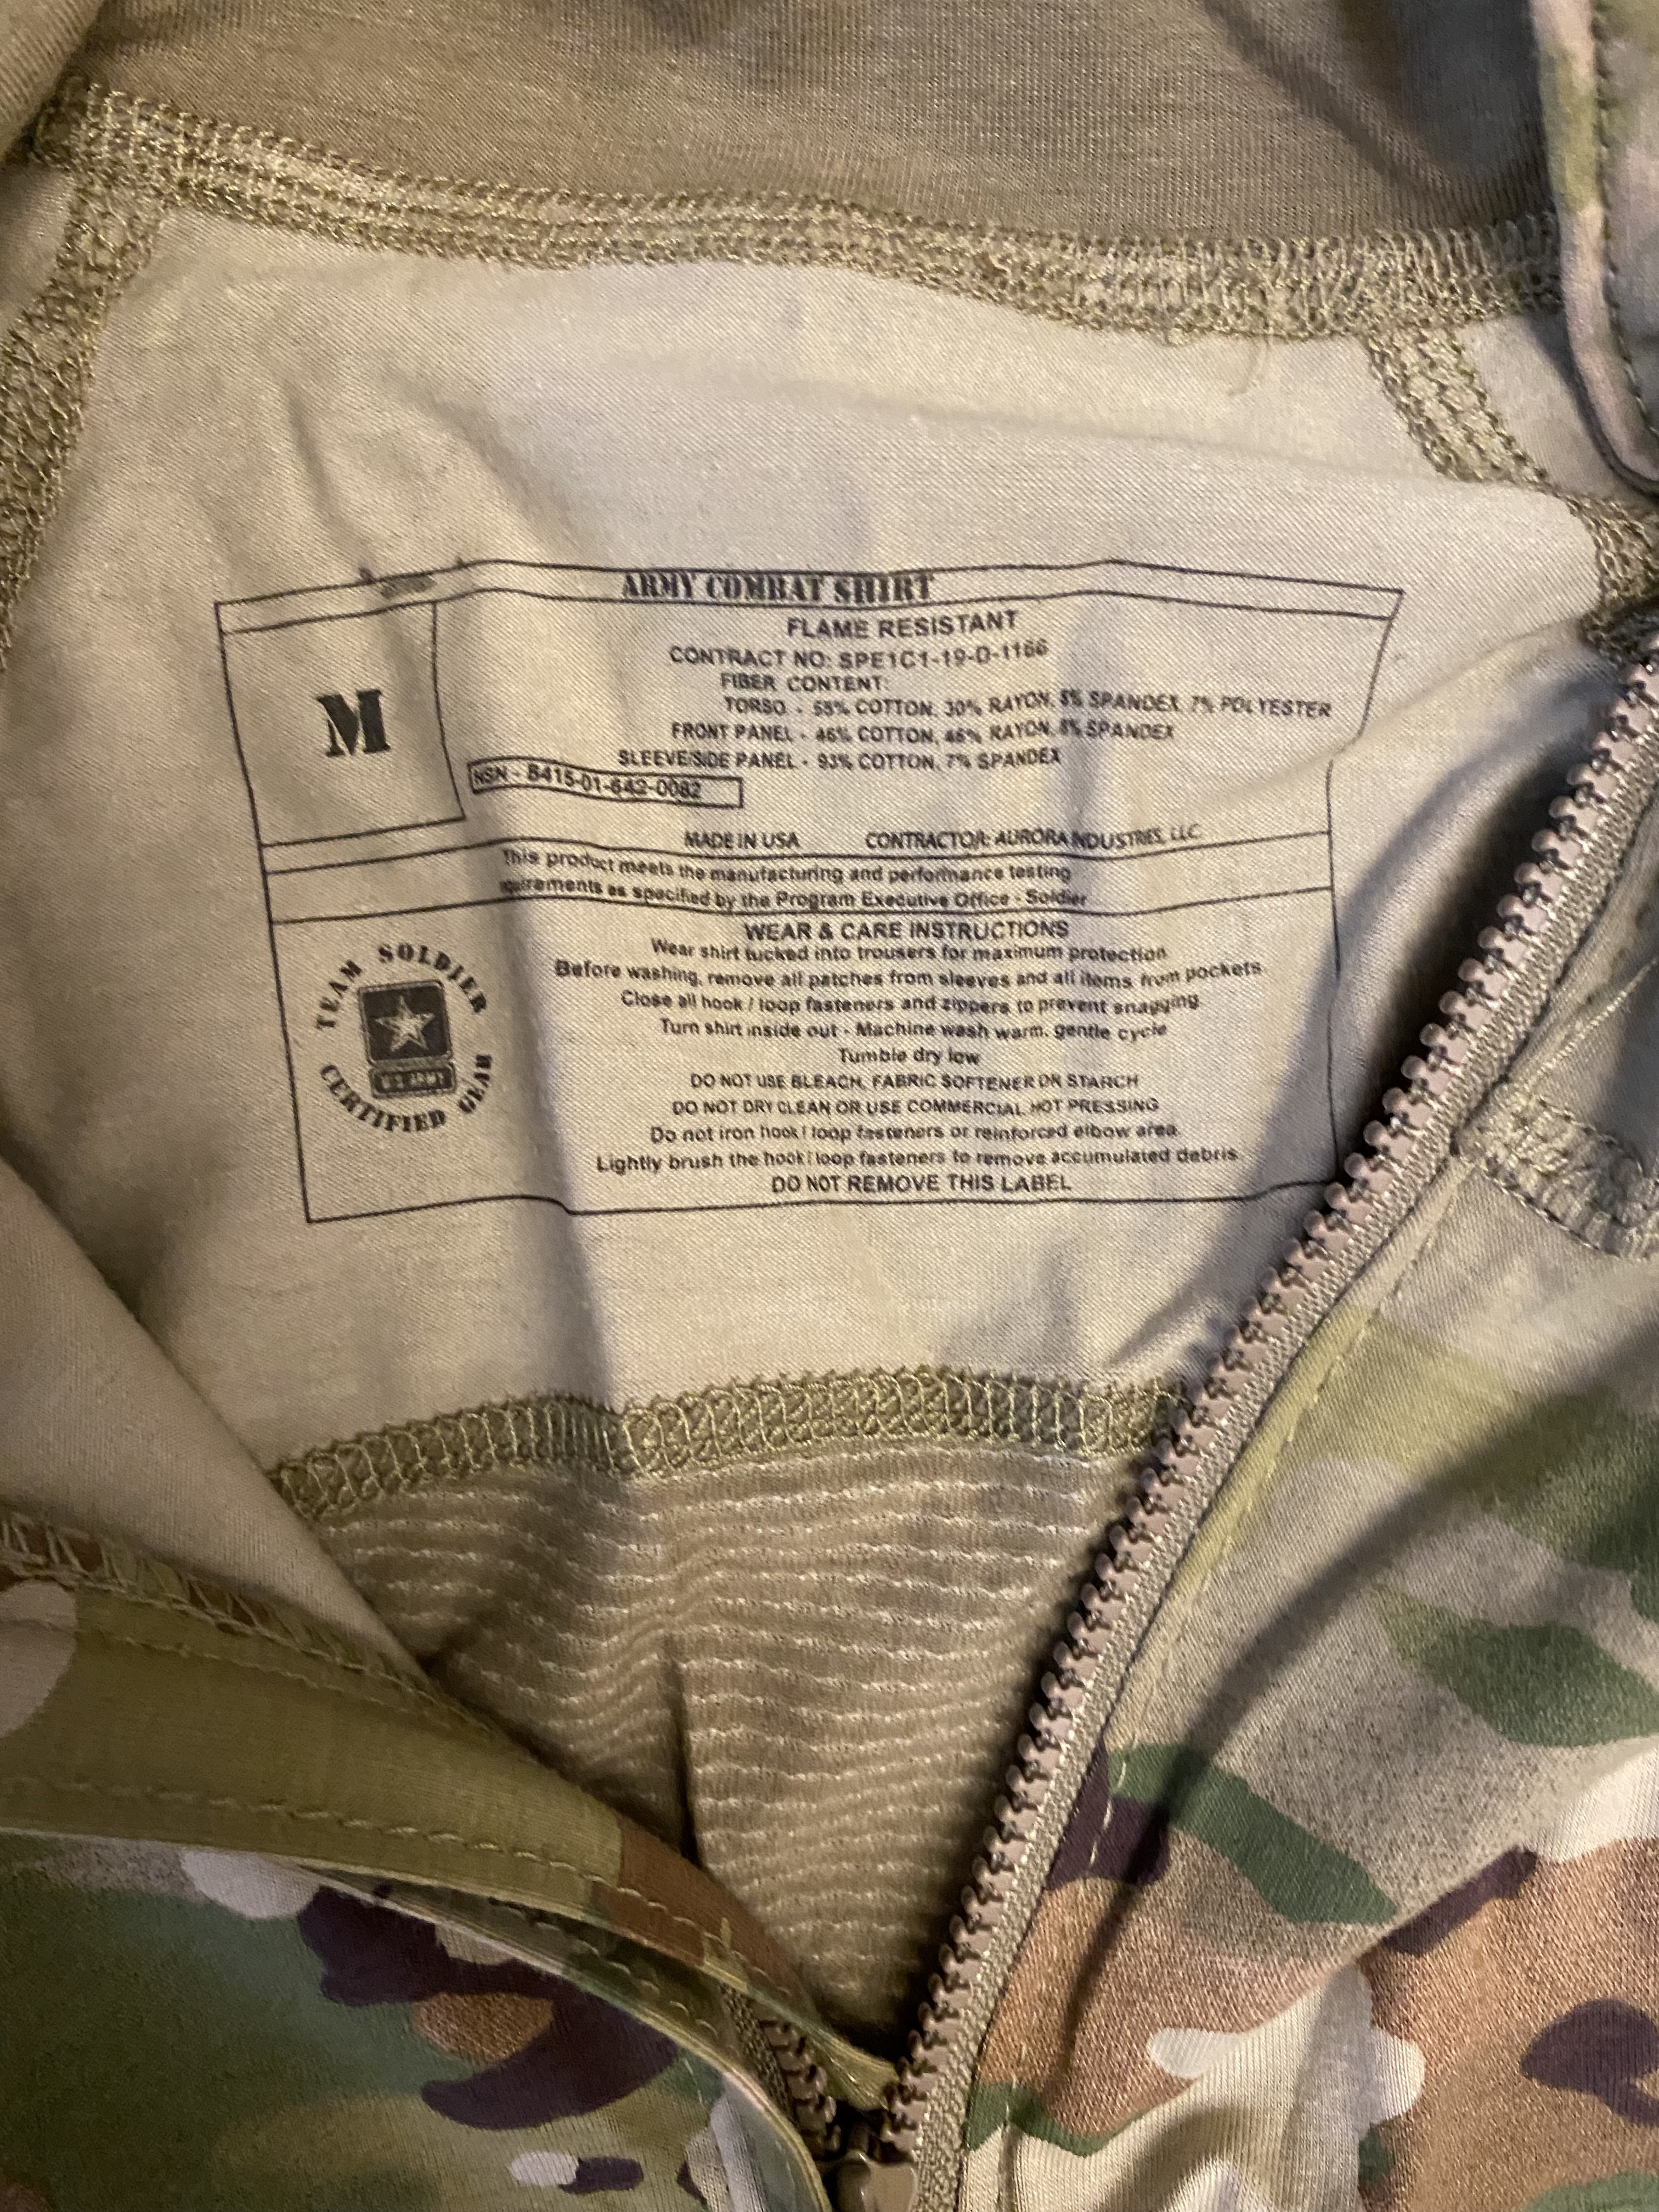 ARMY COMBAT SHIRT
M
FLAME RESISTANT
CONTRACT NO: SPE1C1-19-D-1166
FIBER CONTENT:
TORSO - 55% COTTON, 30% RAYON, 8% SPANDEX, 7% POLYESTER
FRONT PANEL - 46% COTTON, 46% RAYON, 8% SPANDEX
SLEEVE/SIDE PANEL - 93% COTTON, 7% SPANDEX
NSN - 8415-01-642-0082
MADE IN USA CONTRACTOR: AURORA INDUSTRIES, LLC
This product meets the manufacturing and performance testing
requirements as specified by the Program Executive Office - Soldier
TEAM SOLDIER
U.S. ARMY
CERTIFIED GEAR
WEAR & CARE INSTRUCTIONS
Wear shirt tucked into trousers for maximum protection
Before washing, remove all patches from sleeves and all items from pockets.
Close all hook / loop fasteners and zippers to prevent snagging.
Turn shirt inside out - Machine wash warm, gentle cycle
Tumble dry low
DO NOT USE BLEACH, FABRIC SOFTENER OR STARCH
DO NOT DRY CLEAN OR USE COMMERCIAL HOT PRESSING
Do not iron hook / loop fasteners or reinforced elbow area.
Lightly brush the hook / loop fasteners to remove accumulated debris.
DO NOT REMOVE THIS LABEL